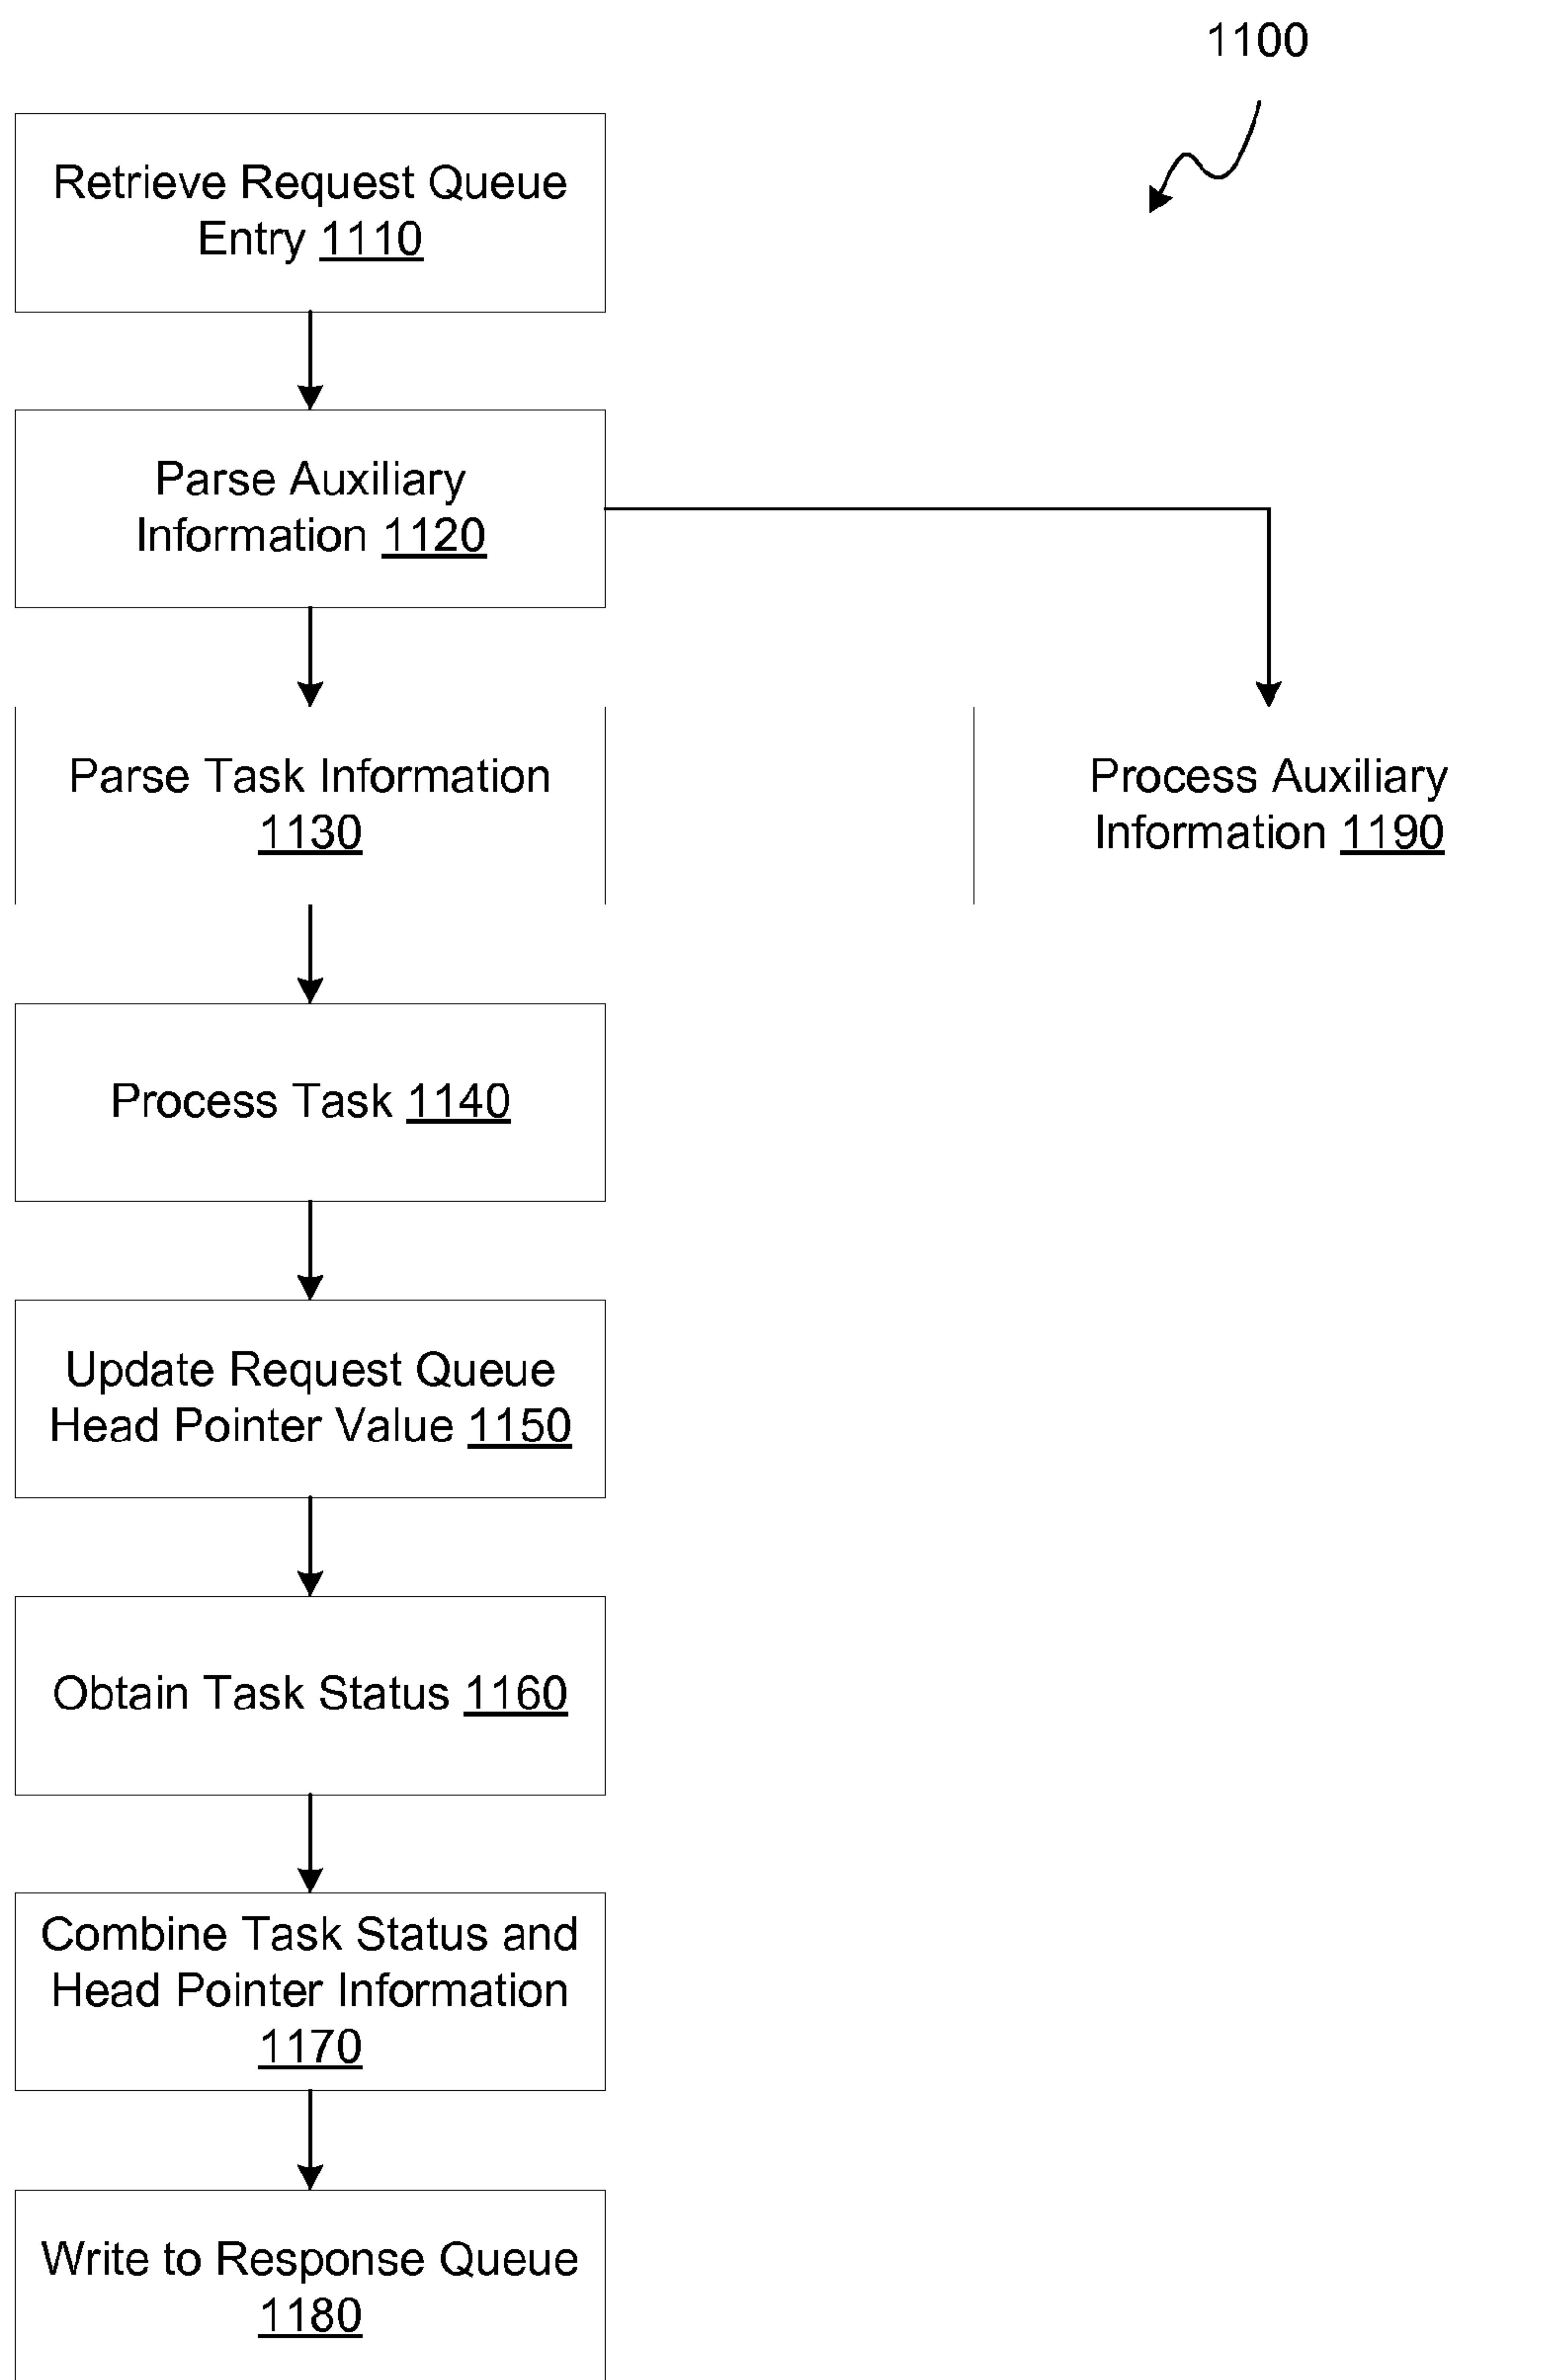 1100
Retrieve Request Queue
Entry 1110
Parse Auxiliary
Information 1120
Parse Task Information
1130
Process Auxiliary
Information 1190
Process Task 1140
Update Request Queue
Head Pointer Value 1150
Obtain Task Status 1160
Combine Task Status and
Head Pointer Information
1170
Write to Response Queue
1180